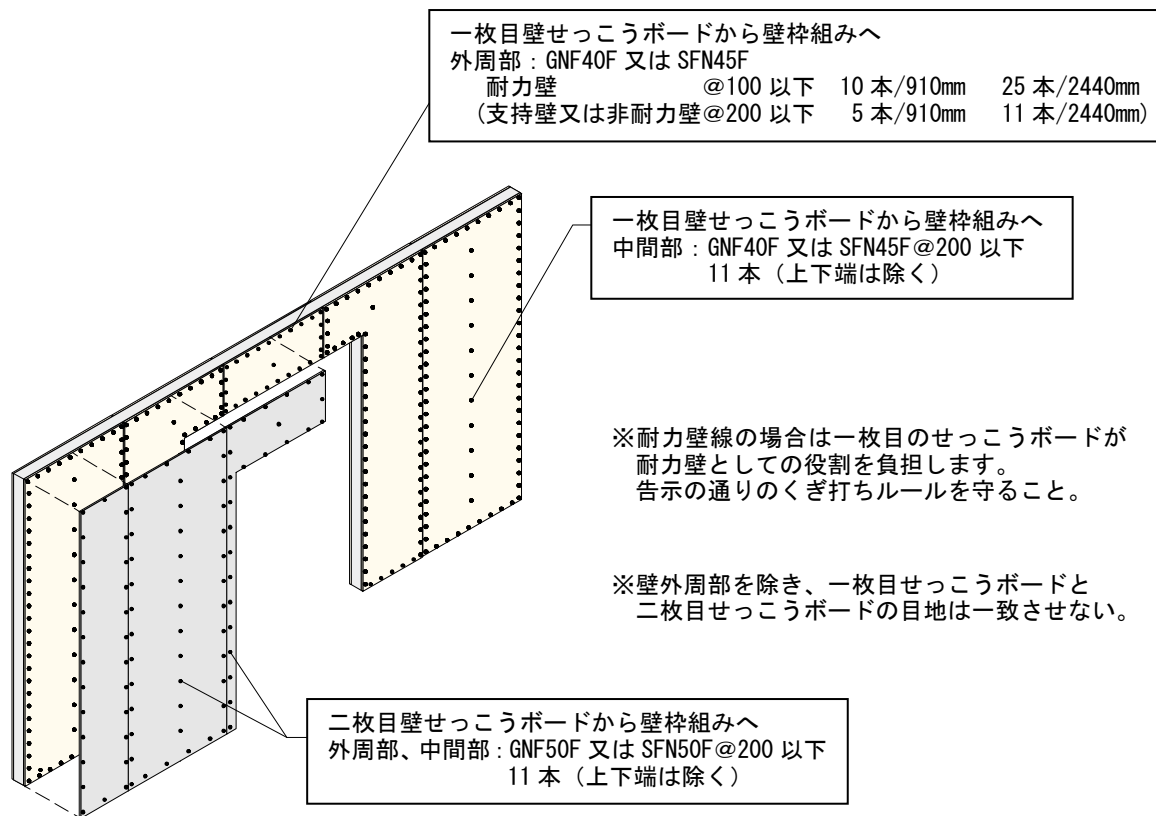 一枚目壁せっこうボードから壁枠組みへ
外周部：GNF40F 又は SFN45F
耐力壁 @100 以下 10 本/910mm 25 本/2440mm
(支持壁又は非耐力壁@200 以下 5 本/910mm 11 本/2440mm)
一枚目壁せっこうボードから壁枠組みへ
中間部：GNF40F 又は SFN45F@200 以下
11 本（上下端は除く）
※耐力壁線の場合は一枚目のせっこうボードが
耐力壁としての役割を負担します。
告示の通りのくぎ打ちルールを守ること。
※壁外周部を除き、一枚目せっこうボードと
二枚目せっこうボードの目地は一致させない。
二枚目壁せっこうボードから壁枠組みへ
外周部、中間部：GNF50F 又は SFN50F@200 以下
11 本（上下端は除く）